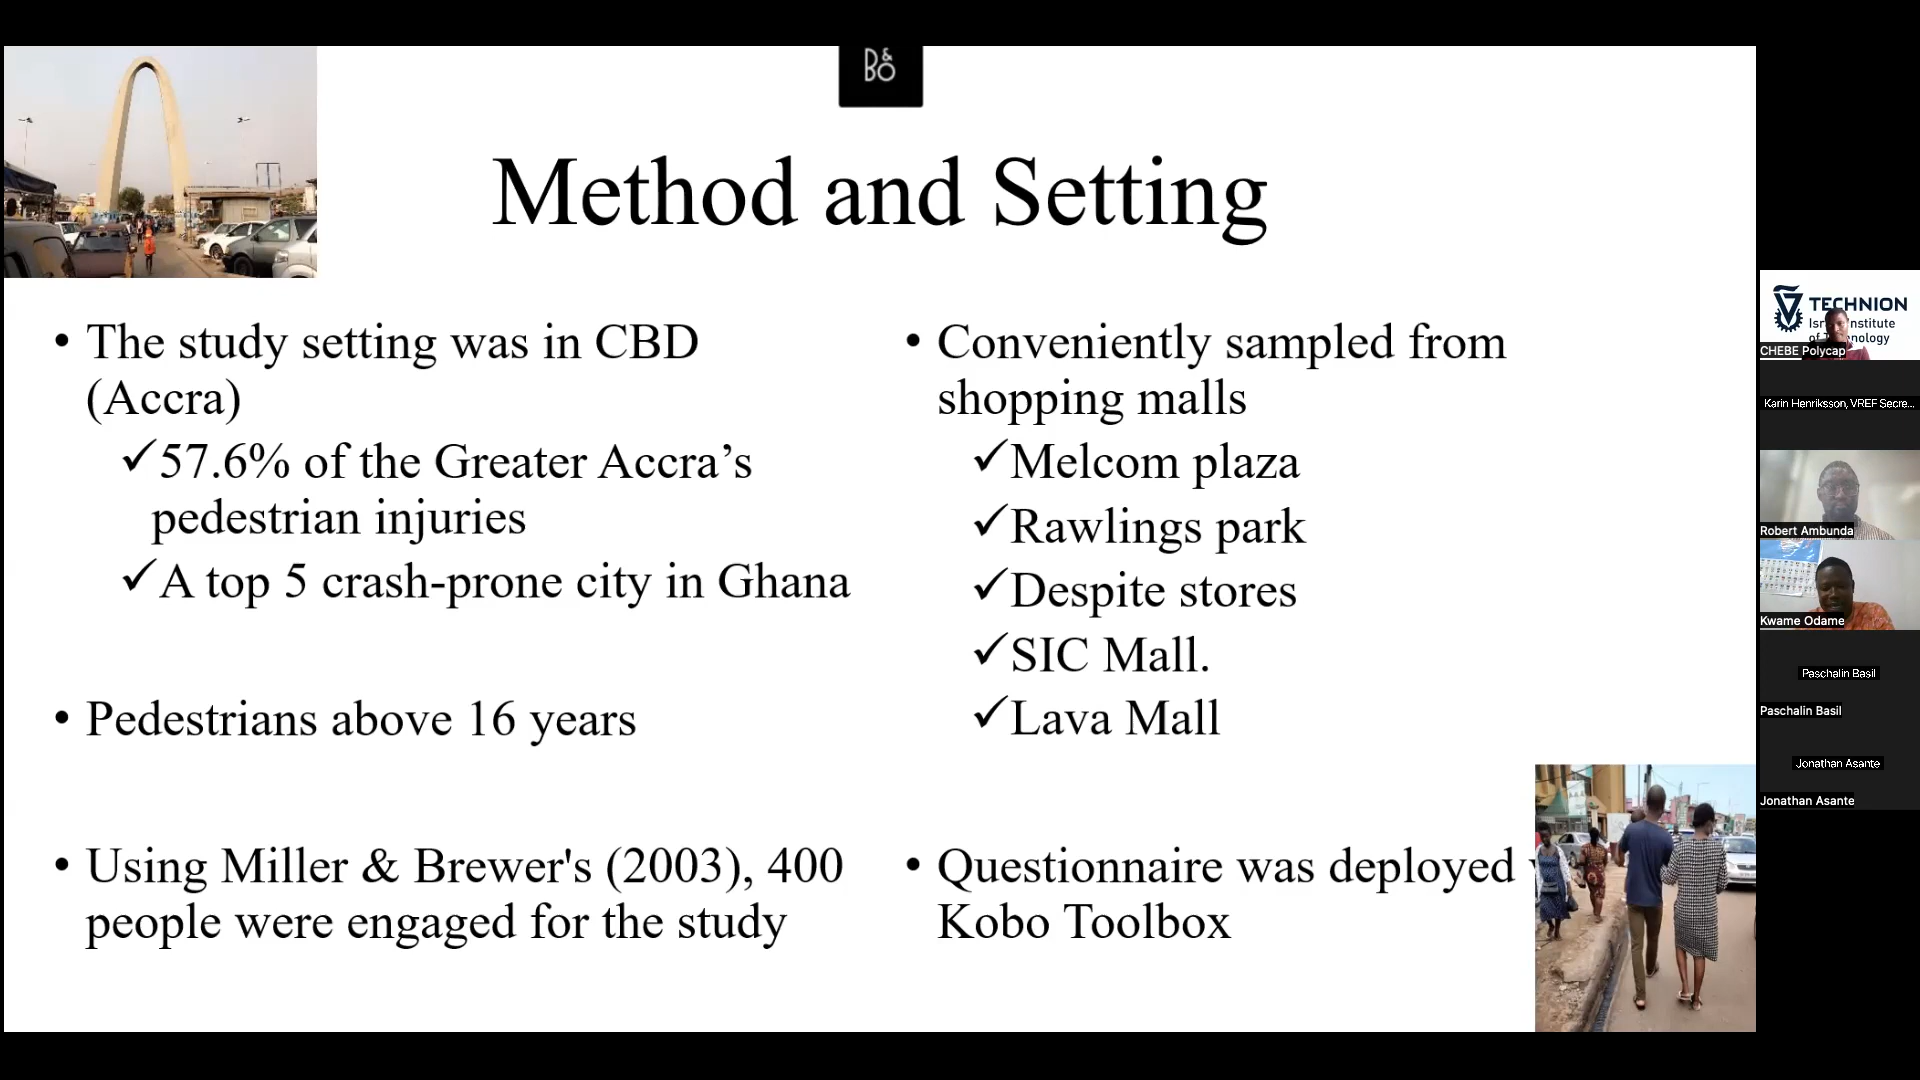 B&O
Method and Setting
• The study setting was in CBD
(Accra)
✓57.6% of the Greater Accra’s
pedestrian injuries
✓A top 5 crash-prone city in Ghana
• Pedestrians above 16 years
• Using Miller & Brewer's (2003), 400
people were engaged for the study
• Conveniently sampled from
shopping malls
✓Melcom plaza
✓Rawlings park
✓Despite stores
✓SIC Mall.
✓Lava Mall
• Questionnaire was deployed
Kobo Toolbox
TECHNION
Institute
CHEBE Polycap
Karin Henriksson, VREF Secre...
Robert Ambunda
Kwame Odame
Paschalin Basil
Paschalin Basil
Jonathan Asante
Jonathan Asante